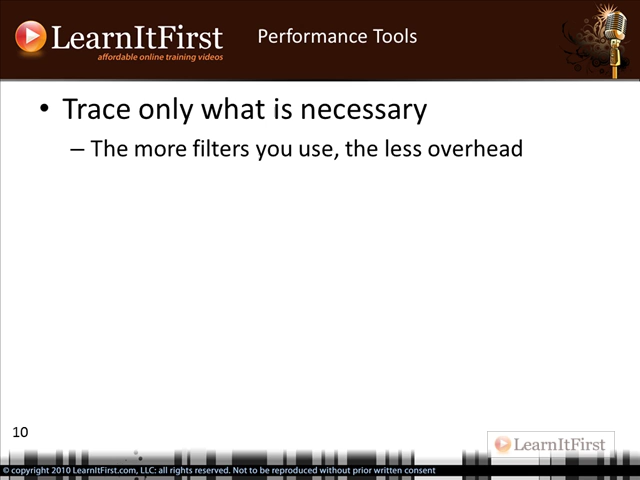 LearnItFirst
affordable online training videos
Performance Tools
• Trace only what is necessary
– The more filters you use, the less overhead
10
LearnItFirst
© copyright 2010 LearnItFirst.com, LLC: all rights reserved. Not to be reproduced without prior written consent